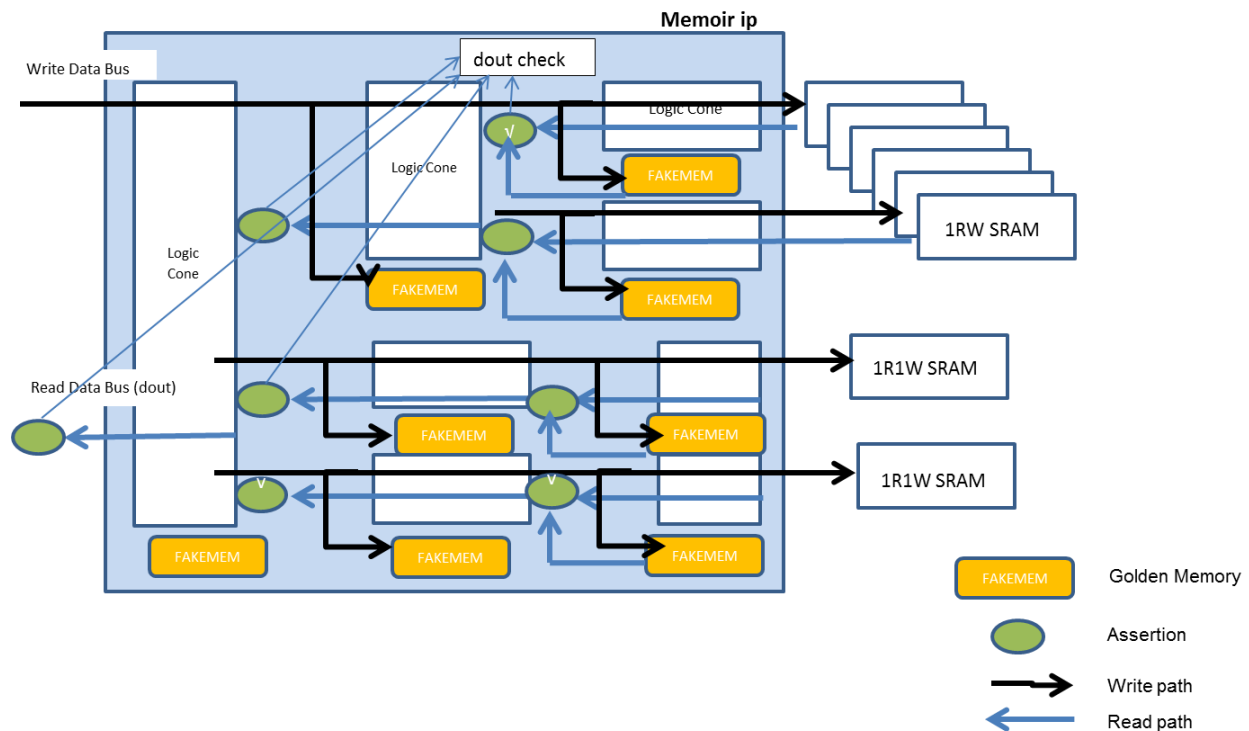 Memoir ip
dout check
Write Data Bus
Logic Cone
√
Logic Cone
FAKEMEM
1RW SRAM
Logic
Cone
FAKEMEM
FAKEMEM
1R1W SRAM
Read Data Bus (dout)
FAKEMEM
FAKEMEM
1R1W SRAM
√
√
FAKEMEM
FAKEMEM
FAKEMEM
FAKEMEM
Golden Memory
Assertion
Write path
Read path